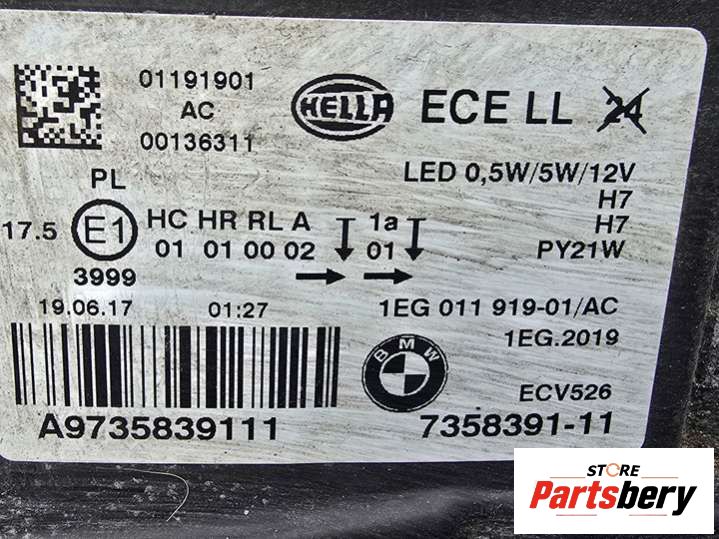 01191901
AC
00136311
HELLA
ECE LL 24
LED 0,5W/5W/12V
H7
H7
PY21W
PL
17.5
E1
HC HR RL A 1a
01 01 00 02 01
3999
19.06.17 01:27
1EG 011 919-01/AC
1EG.2019
BMW
ECV526
A9735839111
7358391-11
STORE
Partsbery